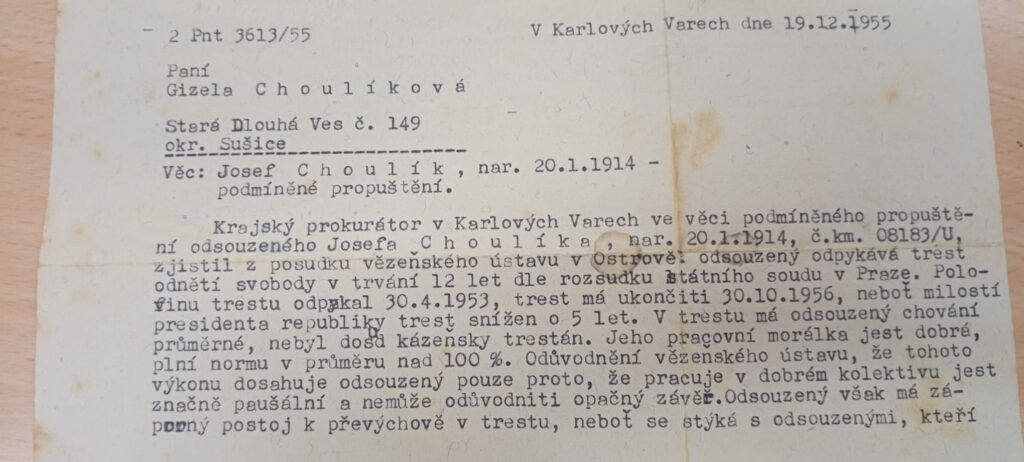 2 Pnt 3613/55
V Karlových Varech dne 19.12.1955
Paní
Gizela C h o u l í k o v á
Stará Dlouhá Ves č. 149
okr. Sušice
Věc: Josef C h o u l í k , nar. 20.1.1914 -
podmíněné propuštění.
Krajský prokurátor v Karlových Varech ve věci podmíněného propuště-
ní odsouzeného Josefa C h o u l í k a , nar. 20.1.1914, č.km. 08183/U,
zjistil z posudku vězeňského ústavu v Ostrově: odsouzený odpykává trest
odnětí svobody v trvání 12 let dle rozsudku státního soudu v Praze. Polo-
vinu trestu odpykal 30.4.1953, trest má ukončiti 30.10.1956, neboť milostí
presidenta republiky trest snížen o 5 let. V trestu má odsouzený chování
průměrné, nebyl dosud kázeňsky trestán. Jeho pracovní morálka jest dobrá,
plní normu v průměru nad 100 %. Odůvodnění vězenského ústavu, že tohoto
výkonu dosahuje odsouzený pouze proto, že pracuje v dobrém kolektivu jest
značně paušální a nemůže odůvodniti opačný závěr.Odsouzený však má zá-
porný postoj k převýchově v trestu, neboť se stýká s odsouzenými, kteří